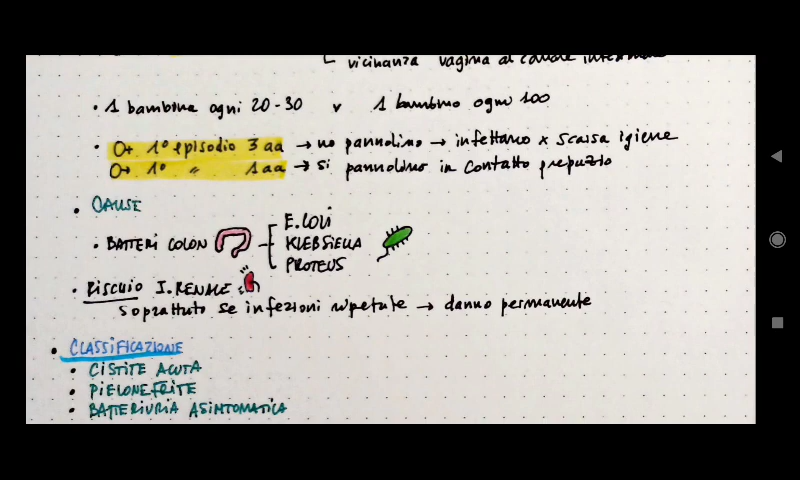 vicinanza vagina al canale
• 1 bambina ogni 20-30 v 1 bambino ogni 100
• O+ 1° episodio 3 aa → no pannolino → infettano x scarsa igiene
O→ 1° " 1 aa → si pannolino in contatto prepuzio
• CAUSE
• BATTERI COLON
E.COLI
KLEBSIELLA
PROTEUS
• RISCHIO I. RENALE
soprattuto se infezioni ripetute → danno permanente
• CLASSIFICAZIONE
• CISTITE ACUTA
• PIELONEFRITE
• BATTERIURIA ASINTOMATICA